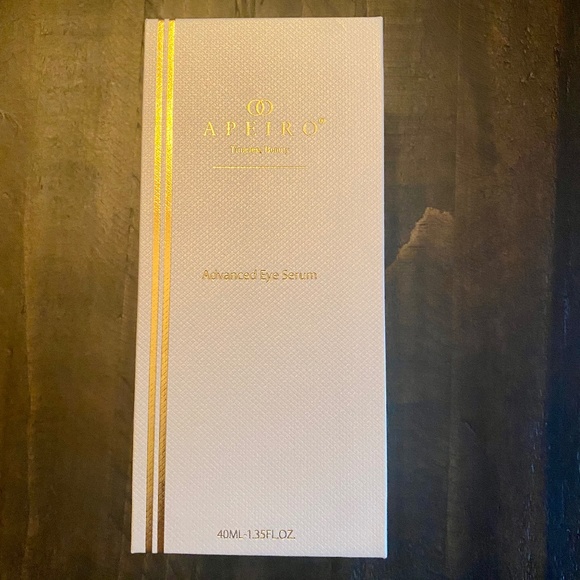 APEIRO®
Advanced Eye Serum
40ML-1.35FL,OZ.